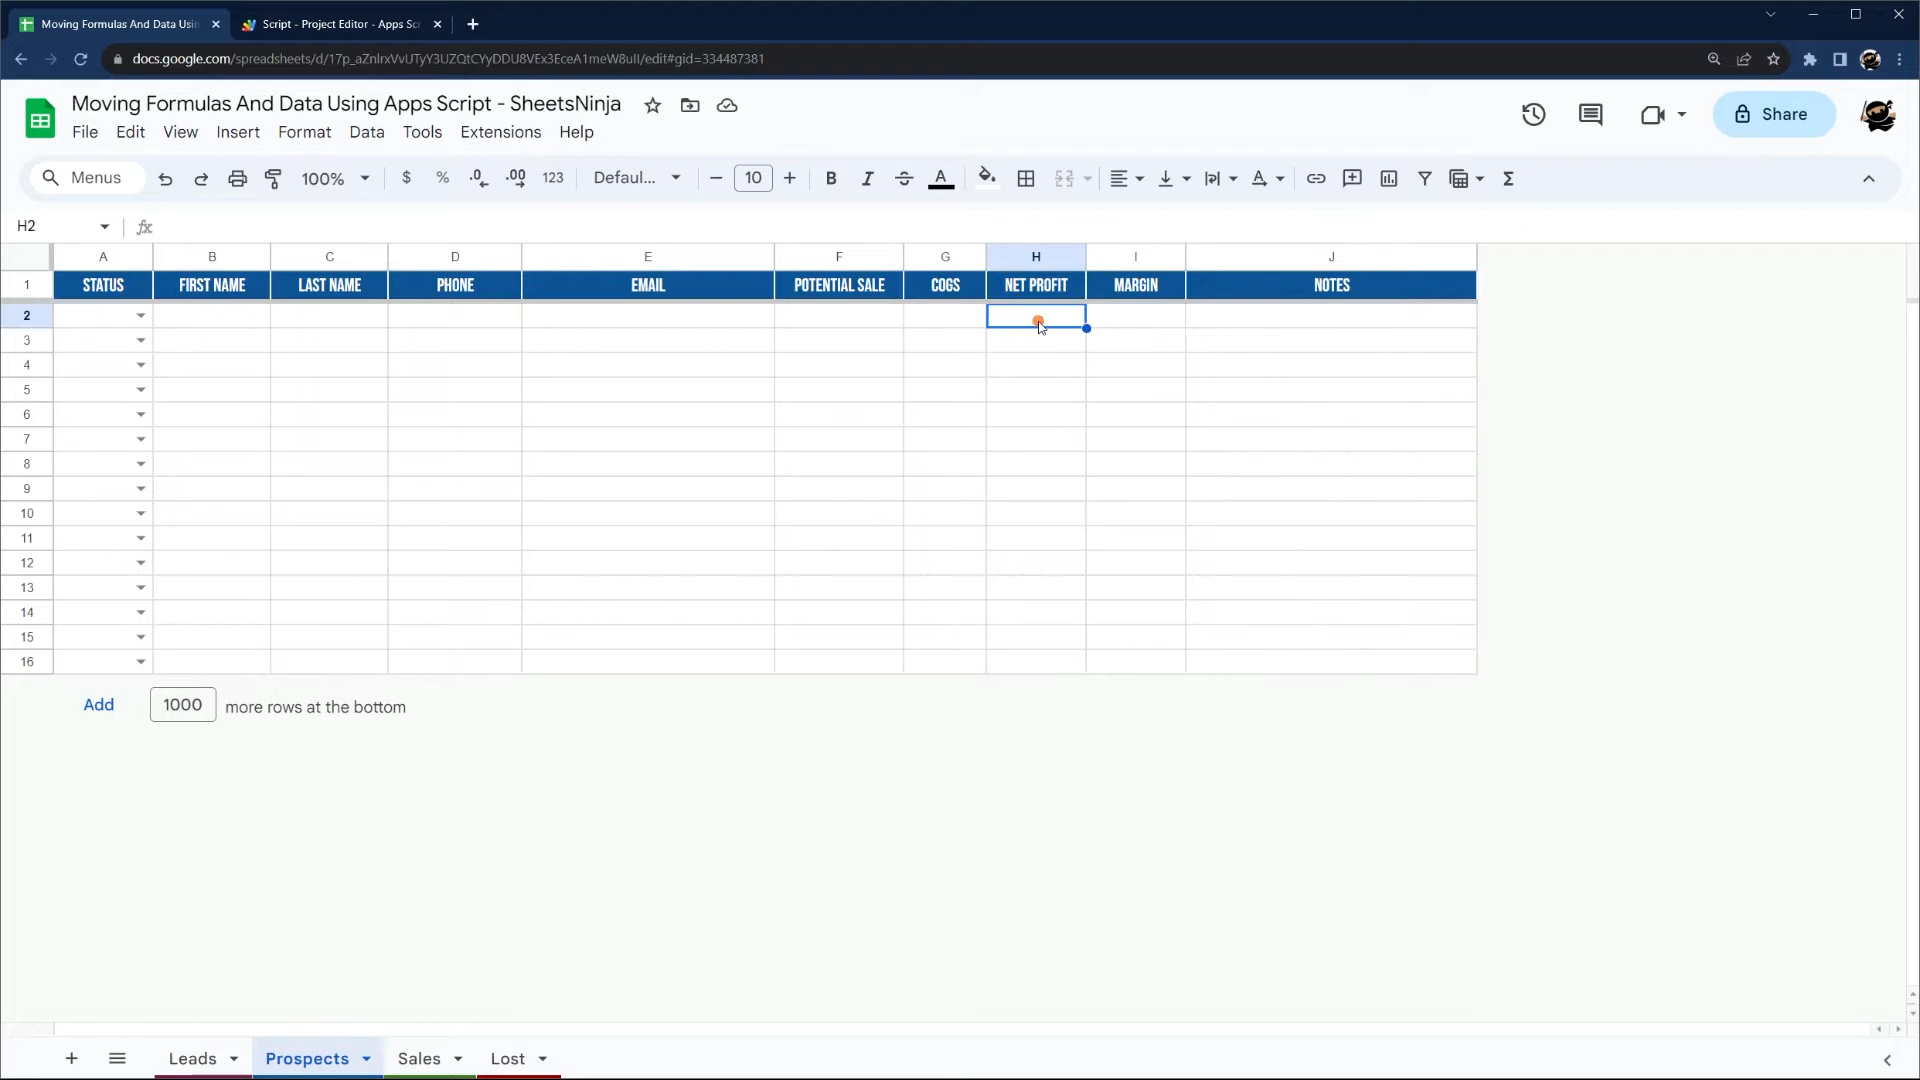 Moving Formulas And Data Usin
Script - Project Editor - Apps Sc
docs.google.com/spreadsheets/d/17p_aZnlrxVvUTyY3UZQtCYyDDU8VEx3EceA1meW8uII/edit#gid=334487381
Moving Formulas And Data Using Apps Script - SheetsNinja
Share
File Edit View Insert Format Data Tools Extensions Help
Menus 100% $ % .0 .00 123 Defaul... 10 B I A
H2 fx
A B C D E F G H I J
1 STATUS FIRST NAME LAST NAME PHONE EMAIL POTENTIAL SALE COGS NET PROFIT MARGIN NOTES
2
3
4
5
6
7
8
9
10
11
12
13
14
15
16
Add 1000 more rows at the bottom
Leads Prospects Sales Lost